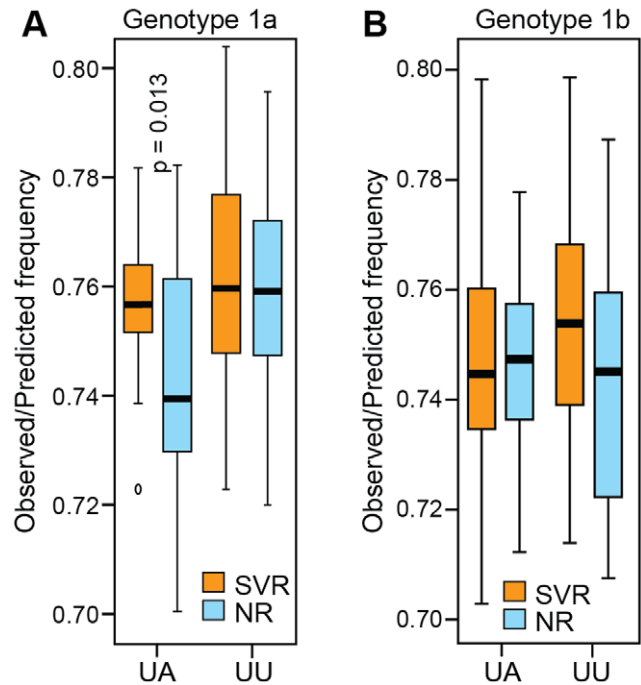 A
Genotype 1a
Observed/Predicted frequency
0.80
0.78
0.76
0.74
0.72
0.70
p = 0.013
SVR
NR
UA
UU
B
Genotype 1b
Observed/Predicted frequency
0.80
0.78
0.76
0.74
0.72
0.70
SVR
NR
UA
UU